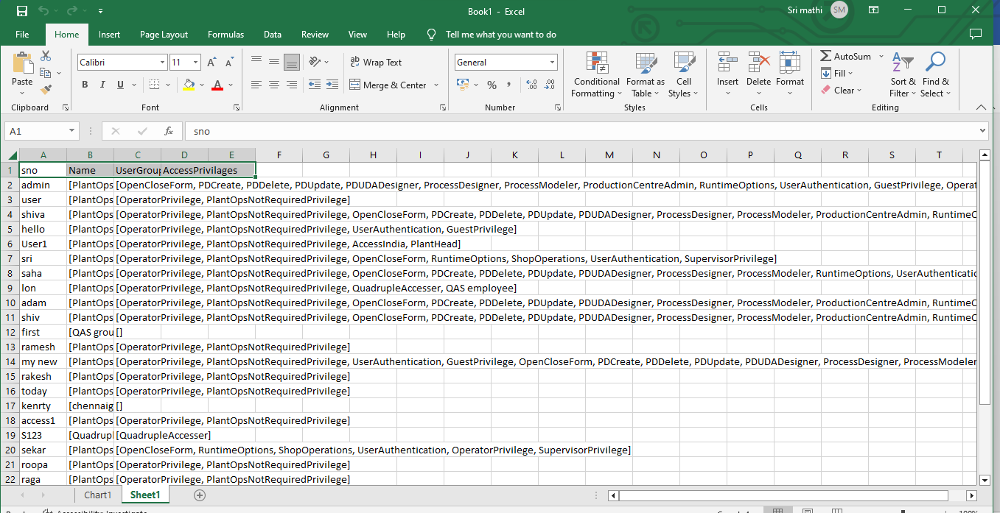 Book1 - Excel
Sri mathi SM
File Home Insert Page Layout Formulas Data Review View Help Tell me what you want to do
Calibri 11 Wrap Text General AutoSum
Paste B I U Merge & Center % , Conditional Formatting Format as Table Cell Styles Insert Delete Format Fill Clear Sort & Filter Find & Select
Clipboard Font Alignment Number Styles Cells Editing
A1 fx sno
A B C D E F G H I J K L M N O P Q R S T
1 sno Name UserGroup AccessPrivilages
2 admin [PlantOps [OpenCloseForm, PDCreate, PDDelete, PDUpdate, PDUDADesigner, ProcessDesigner, ProcessModeler, ProductionCentreAdmin, RuntimeOptions, UserAuthentication, GuestPrivilege, Operat
3 user [PlantOps [OperatorPrivilege, PlantOpsNotRequiredPrivilege]
4 shiva [PlantOps [OperatorPrivilege, PlantOpsNotRequiredPrivilege, OpenCloseForm, PDCreate, PDDelete, PDUpdate, PDUDADesigner, ProcessDesigner, ProcessModeler, ProductionCentreAdmin, RuntimeO
5 hello [PlantOps [OperatorPrivilege, PlantOpsNotRequiredPrivilege, UserAuthentication, GuestPrivilege]
6 User1 [PlantOps [OperatorPrivilege, PlantOpsNotRequiredPrivilege, AccessIndia, PlantHead]
7 sri [PlantOps [OperatorPrivilege, PlantOpsNotRequiredPrivilege, OpenCloseForm, RuntimeOptions, ShopOperations, UserAuthentication, SupervisorPrivilege]
8 saha [PlantOps [OperatorPrivilege, PlantOpsNotRequiredPrivilege, OpenCloseForm, PDCreate, PDDelete, PDUpdate, PDUDADesigner, ProcessDesigner, ProcessModeler, RuntimeOptions, UserAuthenticatio
9 lon [PlantOps [OperatorPrivilege, PlantOpsNotRequiredPrivilege, QuadrupleAccesser, QAS employee]
10 adam [PlantOps [OperatorPrivilege, PlantOpsNotRequiredPrivilege, OpenCloseForm, PDCreate, PDDelete, PDUpdate, PDUDADesigner, ProcessDesigner, ProcessModeler, ProductionCentreAdmin, RuntimeO
11 shiv [PlantOps [OperatorPrivilege, PlantOpsNotRequiredPrivilege, OpenCloseForm, PDCreate, PDDelete, PDUpdate, PDUDADesigner, ProcessDesigner, ProcessModeler, ProductionCentreAdmin, RuntimeO
12 first [QAS grou []
13 ramesh [PlantOps [OperatorPrivilege, PlantOpsNotRequiredPrivilege]
14 my new [PlantOps [OperatorPrivilege, PlantOpsNotRequiredPrivilege, UserAuthentication, GuestPrivilege, OpenCloseForm, PDCreate, PDDelete, PDUpdate, PDUDADesigner, ProcessDesigner, ProcessModeler
15 rakesh [PlantOps [OperatorPrivilege, PlantOpsNotRequiredPrivilege]
16 today [PlantOps [OperatorPrivilege, PlantOpsNotRequiredPrivilege]
17 kenrty [chennaig []
18 access1 [PlantOps [OperatorPrivilege, PlantOpsNotRequiredPrivilege]
19 S123 [Quadrupl [QuadrupleAccesser]
20 sekar [PlantOps [OpenCloseForm, RuntimeOptions, ShopOperations, UserAuthentication, OperatorPrivilege, SupervisorPrivilege]
21 roopa [PlantOps [OperatorPrivilege, PlantOpsNotRequiredPrivilege]
22 raga [PlantOps [OperatorPrivilege, PlantOpsNotRequiredPrivilege]
Chart1 Sheet1